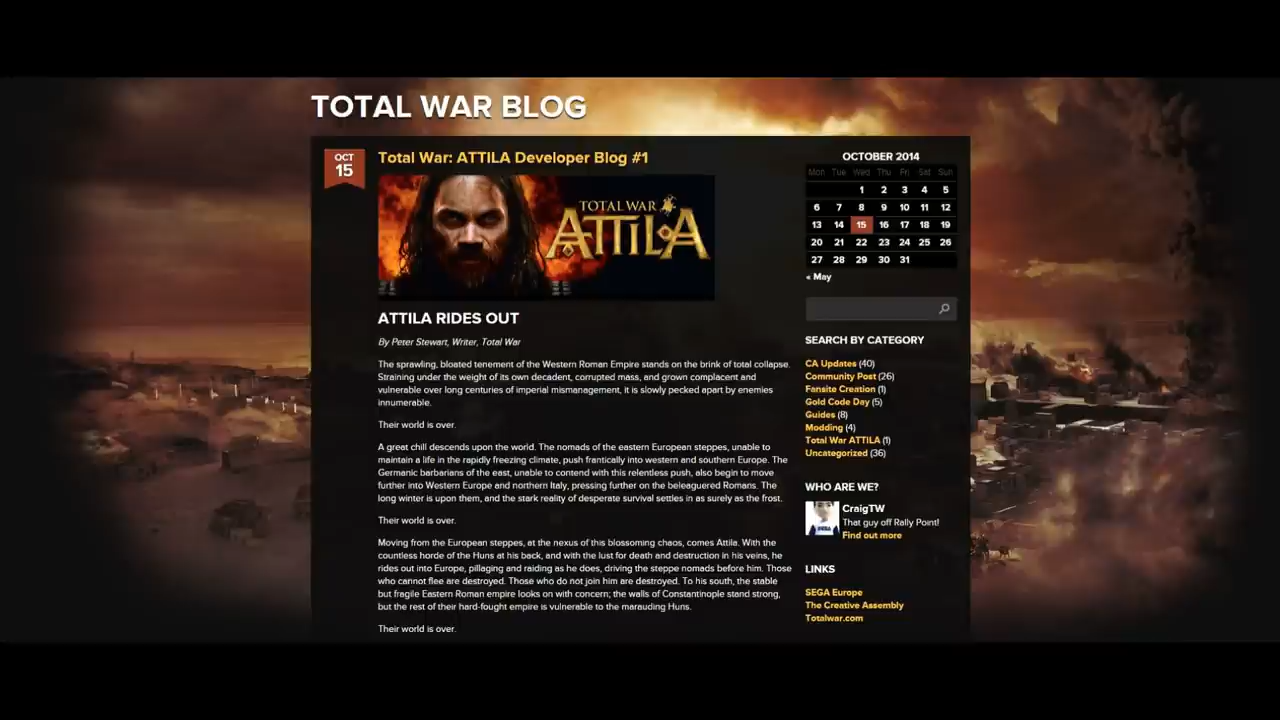 TOTAL WAR BLOG
OCT
15
Total War: ATTILA Developer Blog #1
TOTAL WAR
ATTILA
ATTILA RIDES OUT
By Peter Stewart, Writer, Total War
The sprawling, bloated tenement of the Western Roman Empire stands on the brink of total collapse.
Straining under the weight of its own decadent, corrupted mass, and grown complacent and
vulnerable over long centuries of imperial mismanagement, it is slowly pecked apart by enemies
innumerable.
Their world is over.
A great chill descends upon the world. The nomads of the eastern European steppes, unable to
maintain a life in the rapidly freezing climate, push frantically into western and southern Europe. The
Germanic barbarians of the east, unable to contend with this relentless push, also begin to move
further into Western Europe and northern Italy, pressing further on the beleaguered Romans. The
long winter is upon them, and the stark reality of desperate survival settles in as surely as the frost.
Their world is over.
Moving from the European steppes, at the nexus of this blossoming chaos, comes Attila. With the
countless horde of the Huns at his back, and with the lust for death and destruction in his veins, he
rides out into Europe, pillaging and raiding as he does, driving the steppe nomads before him. Those
who cannot flee are destroyed. Those who do not join him are destroyed. To his south, the stable
but fragile Eastern Roman empire looks on with concern; the walls of Constantinople stand strong,
but the rest of their hard-fought empire is vulnerable to the marauding Huns.
Their world is over.
OCTOBER 2014
Mon Tue Wed Thu Fri Sat Sun
1 2 3 4 5
6 7 8 9 10 11 12
13 14 15 16 17 18 19
20 21 22 23 24 25 26
27 28 29 30 31
« May
SEARCH BY CATEGORY
CA Updates (40)
Community Post (26)
Fansite Creation (1)
Gold Code Day (5)
Guides (8)
Modding (4)
Total War ATTILA (1)
Uncategorized (36)
WHO ARE WE?
CraigTW
That guy off Rally Point!
Find out more
LINKS
SEGA Europe
The Creative Assembly
Totalwar.com